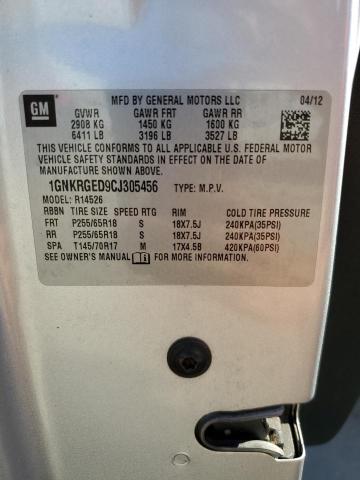 GM
MFD BY GENERAL MOTORS LLC 04/12
GVWR GAWR FRT GAWR RR
2908 KG 1450 KG 1600 KG
6411 LB 3196 LB 3527 LB
THIS VEHICLE CONFORMS TO ALL APPLICABLE U.S. FEDERAL MOTOR
VEHICLE SAFETY STANDARDS IN EFFECT ON THE DATE OF
MANUFACTURE SHOWN ABOVE.
1GNKRGED9CJ305456 TYPE: M.P.V.
MODEL: R14526
RBBN TIRE SIZE SPEED RTG RIM COLD TIRE PRESSURE
FRT P255/65R18 S 18X7.5J 240KPA(35PSI)
RR P255/65R18 S 18X7.5J 240KPA(35PSI)
SPA T145/70R17 M 17X4.5B 420KPA(60PSI)
SEE OWNER'S MANUAL FOR MORE INFORMATION